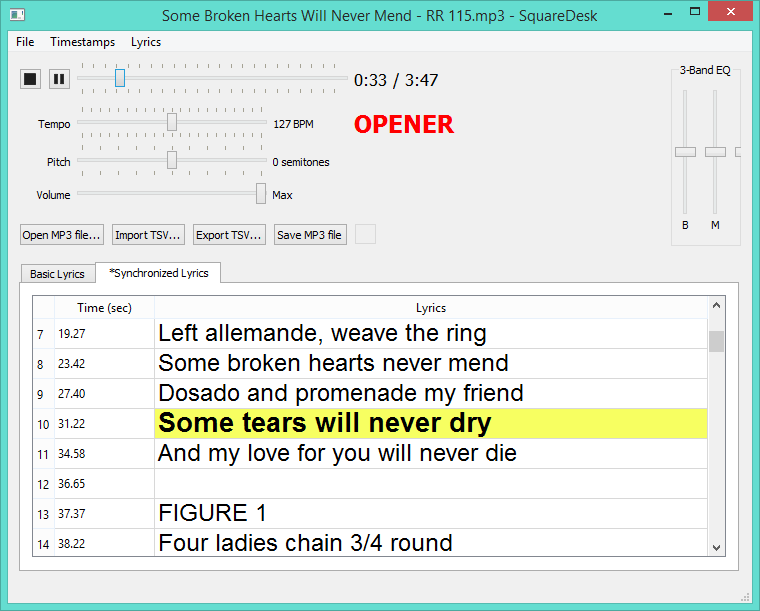 Some Broken Hearts Will Never Mend - RR 115.mp3 - SquareDesk
File Timestamps Lyrics
0:33 / 3:47
3-Band EQ
Tempo 127 BPM
OPENER
Pitch 0 semitones
Volume Max
B M
Open MP3 file... Import TSV... Export TSV... Save MP3 file
Basic Lyrics *Synchronized Lyrics
Time (sec) Lyrics
7 19.27 Left allemande, weave the ring
8 23.42 Some broken hearts never mend
9 27.40 Dosado and promenade my friend
10 31.22 Some tears will never dry
11 34.58 And my love for you will never die
12 36.65
13 37.37 FIGURE 1
14 38.22 Four ladies chain 3/4 round